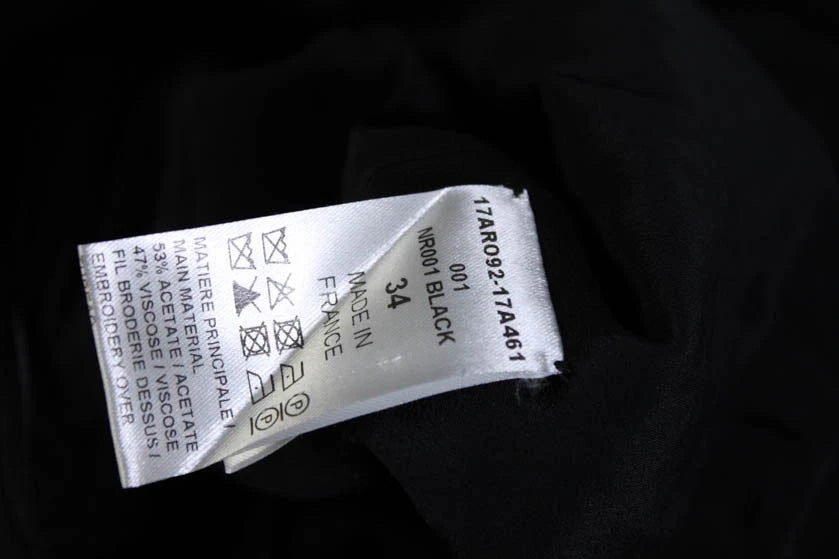 17ARO92-17A461
001
NR001 BLACK
34
MADE IN
FRANCE
MATIERE PRINCIPALE /
MAIN MATERIAL
53% ACETATE / ACETATE
47% VISCOSE / VISCOSE
FIL BRODERIE DESSUS /
EMBROIDERY OVER